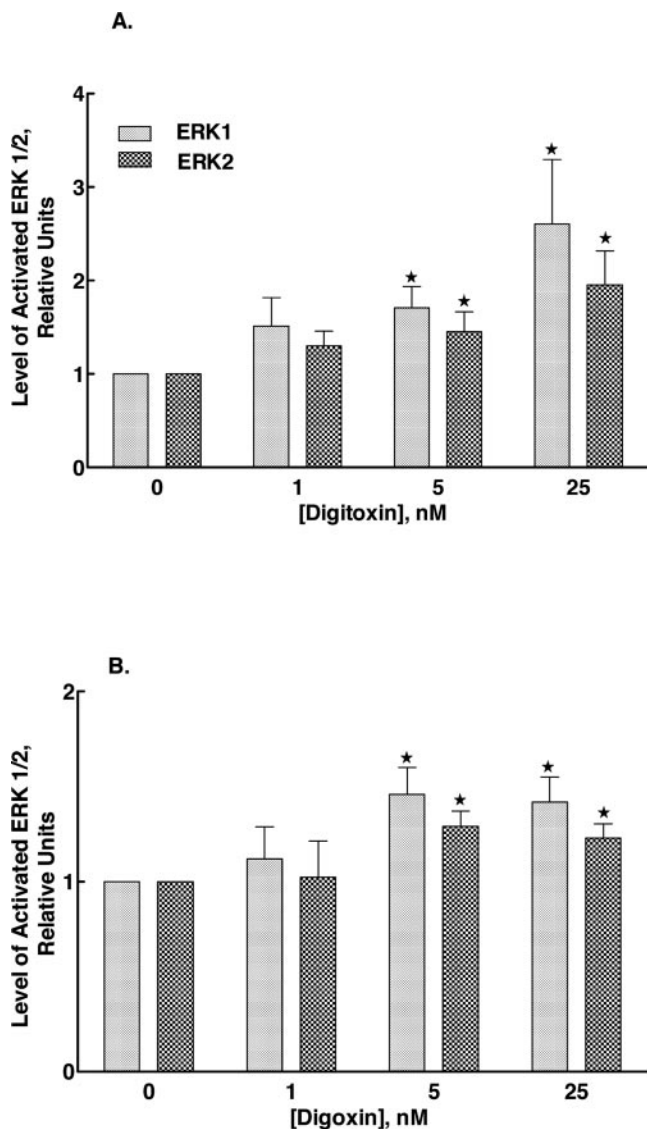 A.
4
3
2
1
0
Level of Activated ERK 1/2,
Relative Units
ERK1
ERK2
★
★
★
★
0 1 5 25
[Digitoxin], nM
B.
2
1
0
Level of Activated ERK 1/2,
Relative Units
★
★
★
★
0 1 5 25
[Digoxin], nM